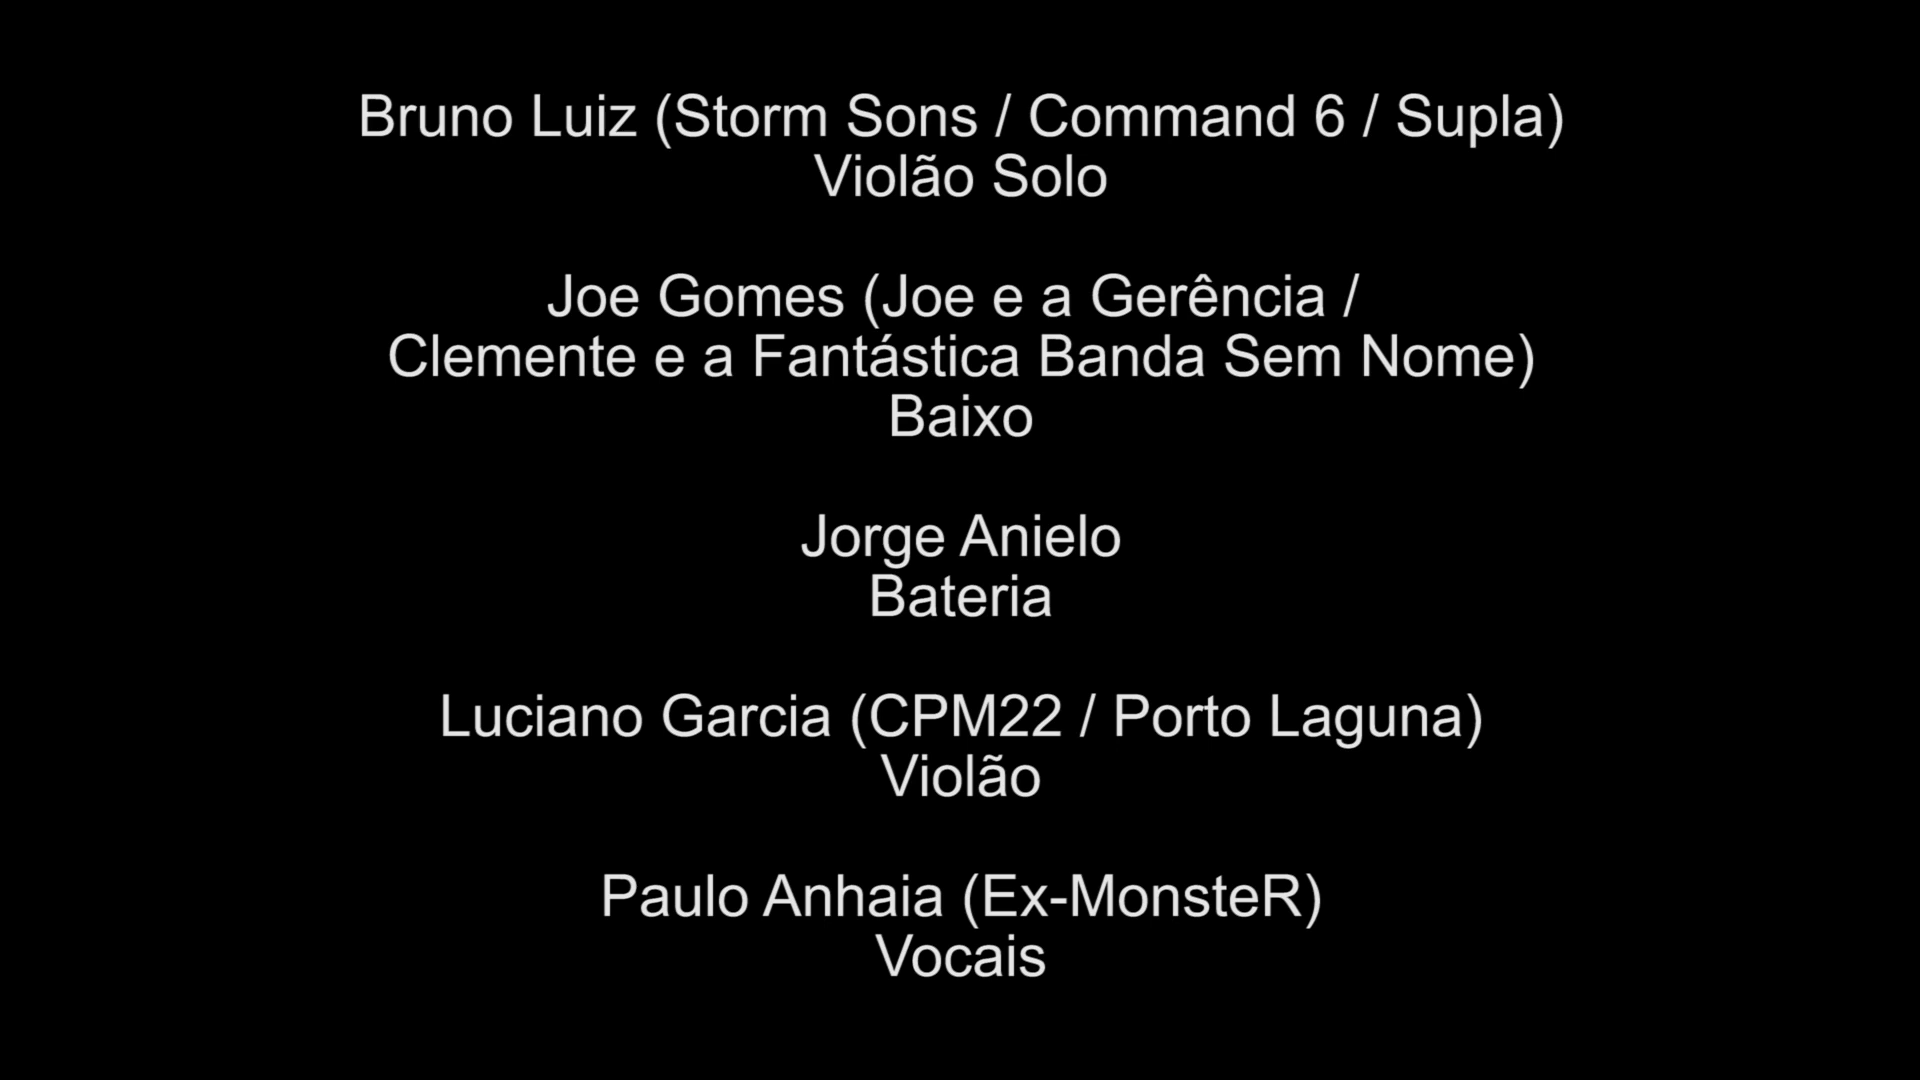 Bruno Luiz (Storm Sons / Command 6 / Supla)
Violão Solo
Joe Gomes (Joe e a Gerência /
Clemente e a Fantástica Banda Sem Nome)
Baixo
Jorge Anielo
Bateria
Luciano Garcia (CPM22 / Porto Laguna)
Violão
Paulo Anhaia (Ex-MonsteR)
Vocais